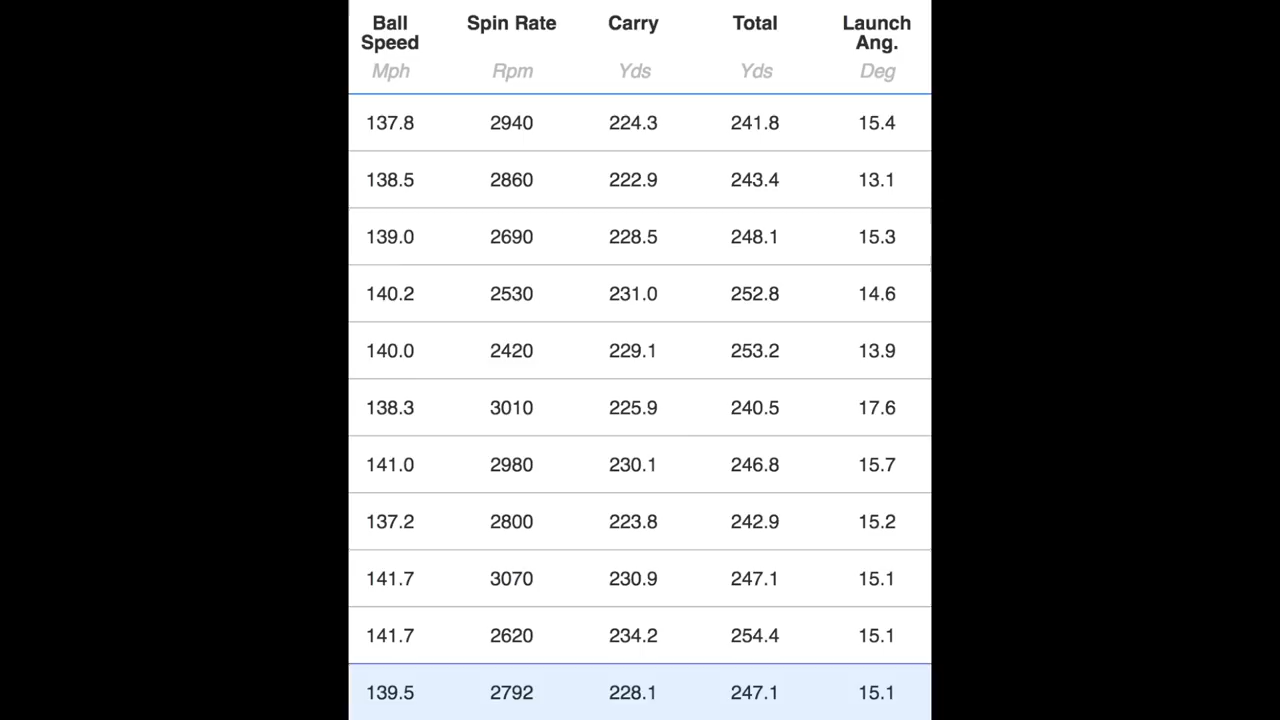 Ball Speed Spin Rate Carry Total Launch Ang.
Mph Rpm Yds Yds Deg
137.8 2940 224.3 241.8 15.4
138.5 2860 222.9 243.4 13.1
139.0 2690 228.5 248.1 15.3
140.2 2530 231.0 252.8 14.6
140.0 2420 229.1 253.2 13.9
138.3 3010 225.9 240.5 17.6
141.0 2980 230.1 246.8 15.7
137.2 2800 223.8 242.9 15.2
141.7 3070 230.9 247.1 15.1
141.7 2620 234.2 254.4 15.1
139.5 2792 228.1 247.1 15.1